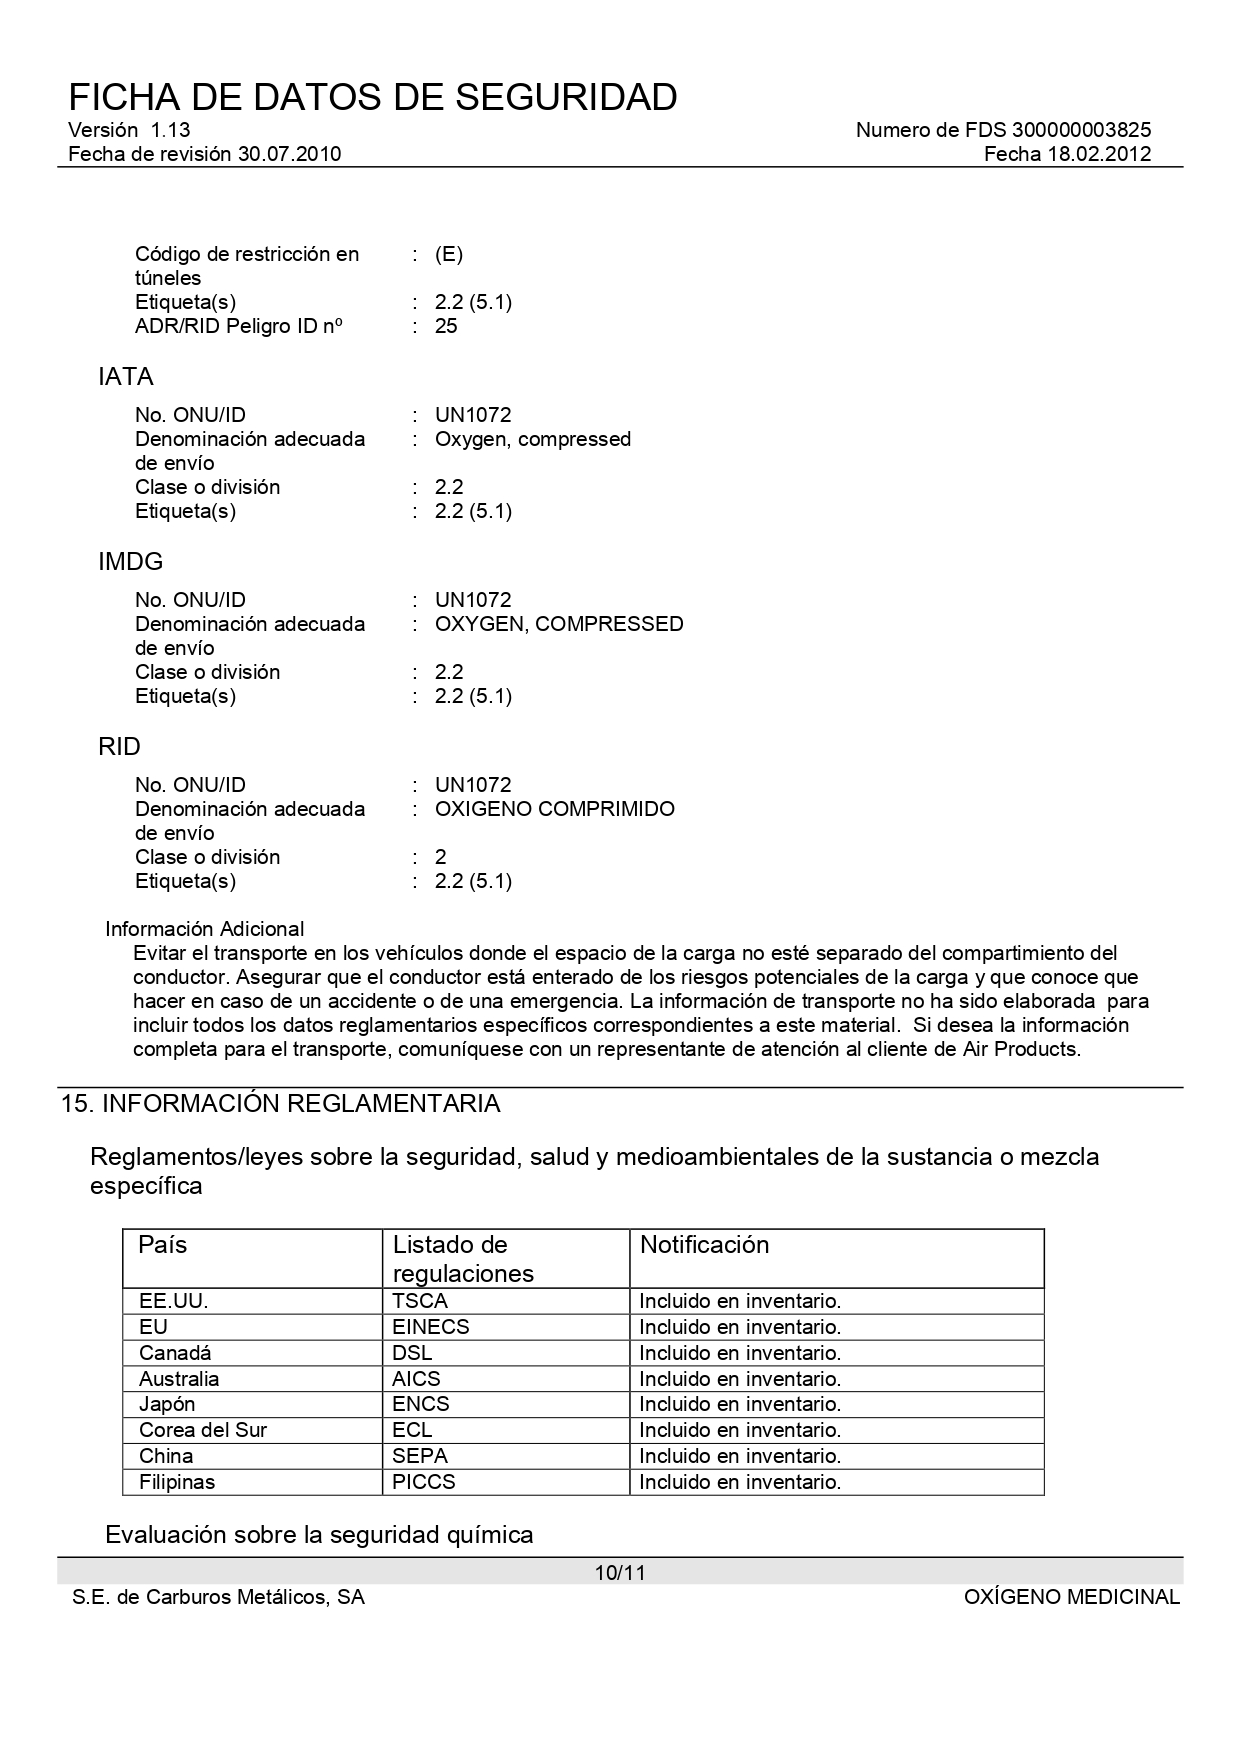 FICHA DE DATOS DE SEGURIDAD
Versión 1.13 Numero de FDS 300000003825
Fecha de revisión 30.07.2010 Fecha 18.02.2012
Código de restricción en : (E)
túneles
Etiqueta(s) : 2.2 (5.1)
ADR/RID Peligro ID nº : 25
IATA
No. ONU/ID : UN1072
Denominación adecuada : Oxygen, compressed
de envío
Clase o división : 2.2
Etiqueta(s) : 2.2 (5.1)
IMDG
No. ONU/ID : UN1072
Denominación adecuada : OXYGEN, COMPRESSED
de envío
Clase o división : 2.2
Etiqueta(s) : 2.2 (5.1)
RID
No. ONU/ID : UN1072
Denominación adecuada : OXIGENO COMPRIMIDO
de envío
Clase o división : 2
Etiqueta(s) : 2.2 (5.1)
Información Adicional
Evitar el transporte en los vehículos donde el espacio de la carga no esté separado del compartimiento del
conductor. Asegurar que el conductor está enterado de los riesgos potenciales de la carga y que conoce que
hacer en caso de un accidente o de una emergencia. La información de transporte no ha sido elaborada para
incluir todos los datos reglamentarios específicos correspondientes a este material. Si desea la información
completa para el transporte, comuníquese con un representante de atención al cliente de Air Products.
15. INFORMACIÓN REGLAMENTARIA
Reglamentos/leyes sobre la seguridad, salud y medioambientales de la sustancia o mezcla
específica
País Listado de Notificación
regulaciones
EE.UU. TSCA Incluido en inventario.
EU EINECS Incluido en inventario.
Canadá DSL Incluido en inventario.
Australia AICS Incluido en inventario.
Japón ENCS Incluido en inventario.
Corea del Sur ECL Incluido en inventario.
China SEPA Incluido en inventario.
Filipinas PICCS Incluido en inventario.
Evaluación sobre la seguridad química
10/11
S.E. de Carburos Metálicos, SA OXÍGENO MEDICINAL